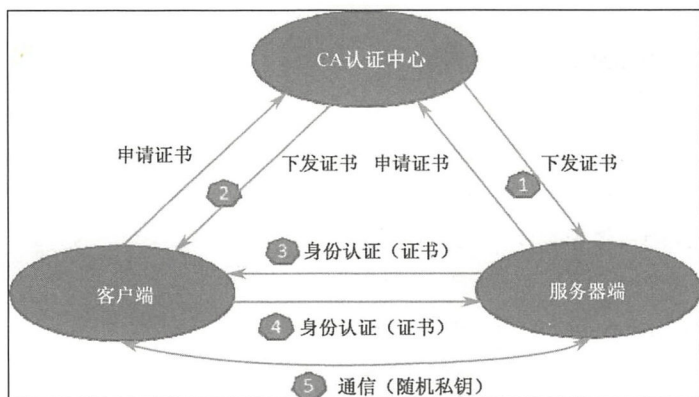 CA认证中心
申请证书
下发证书
申请证书
下发证书
2
1
3 身份认证（证书）
客户端
服务器端
4 身份认证（证书）
5 通信（随机私钥）